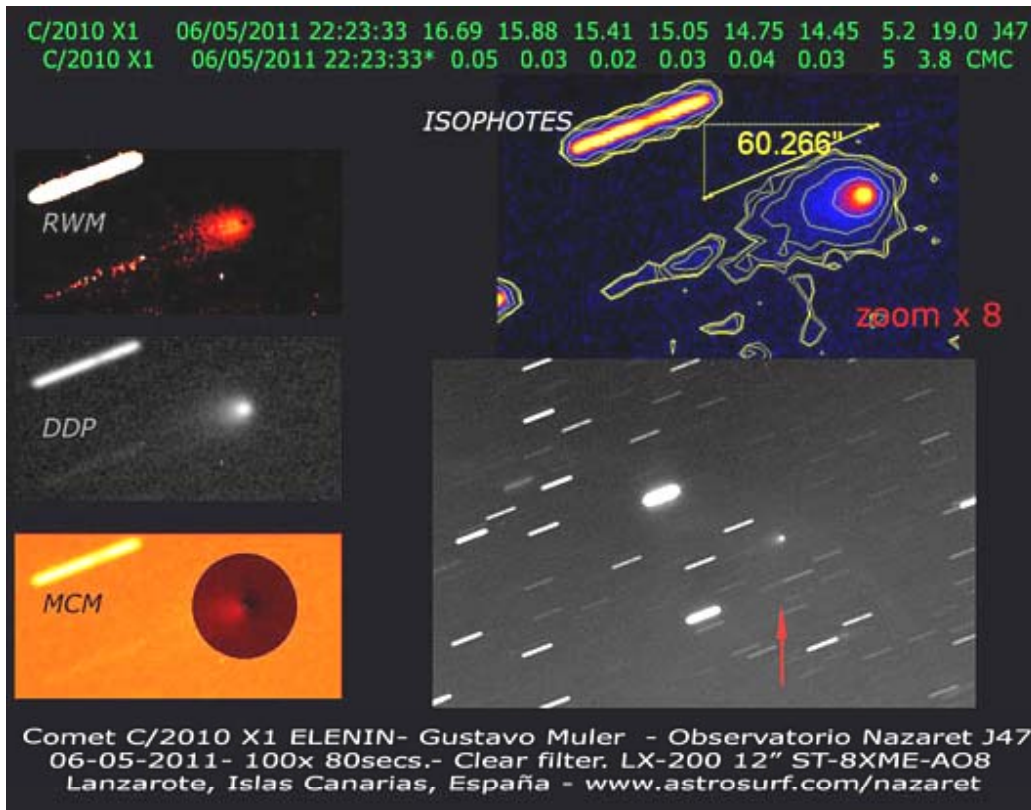 C/2010 X1 06/05/2011 22:23:33 16.69 15.88 15.41 15.05 14.75 14.45 5.2 19.0 J47
C/2010 X1 06/05/2011 22:23:33* 0.05 0.03 0.02 0.03 0.04 0.03 5 3.8 CMC
ISOPHOTES
60.266"
RWM
zoom x 8
DDP
MCM
Comet C/2010 X1 ELENIN- Gustavo Muler - Observatorio Nazaret J47
06-05-2011- 100x 80secs.- Clear filter. LX-200 12" ST-8XME-AO8
Lanzarote, Islas Canarias, España - www.astrosurf.com/nazaret